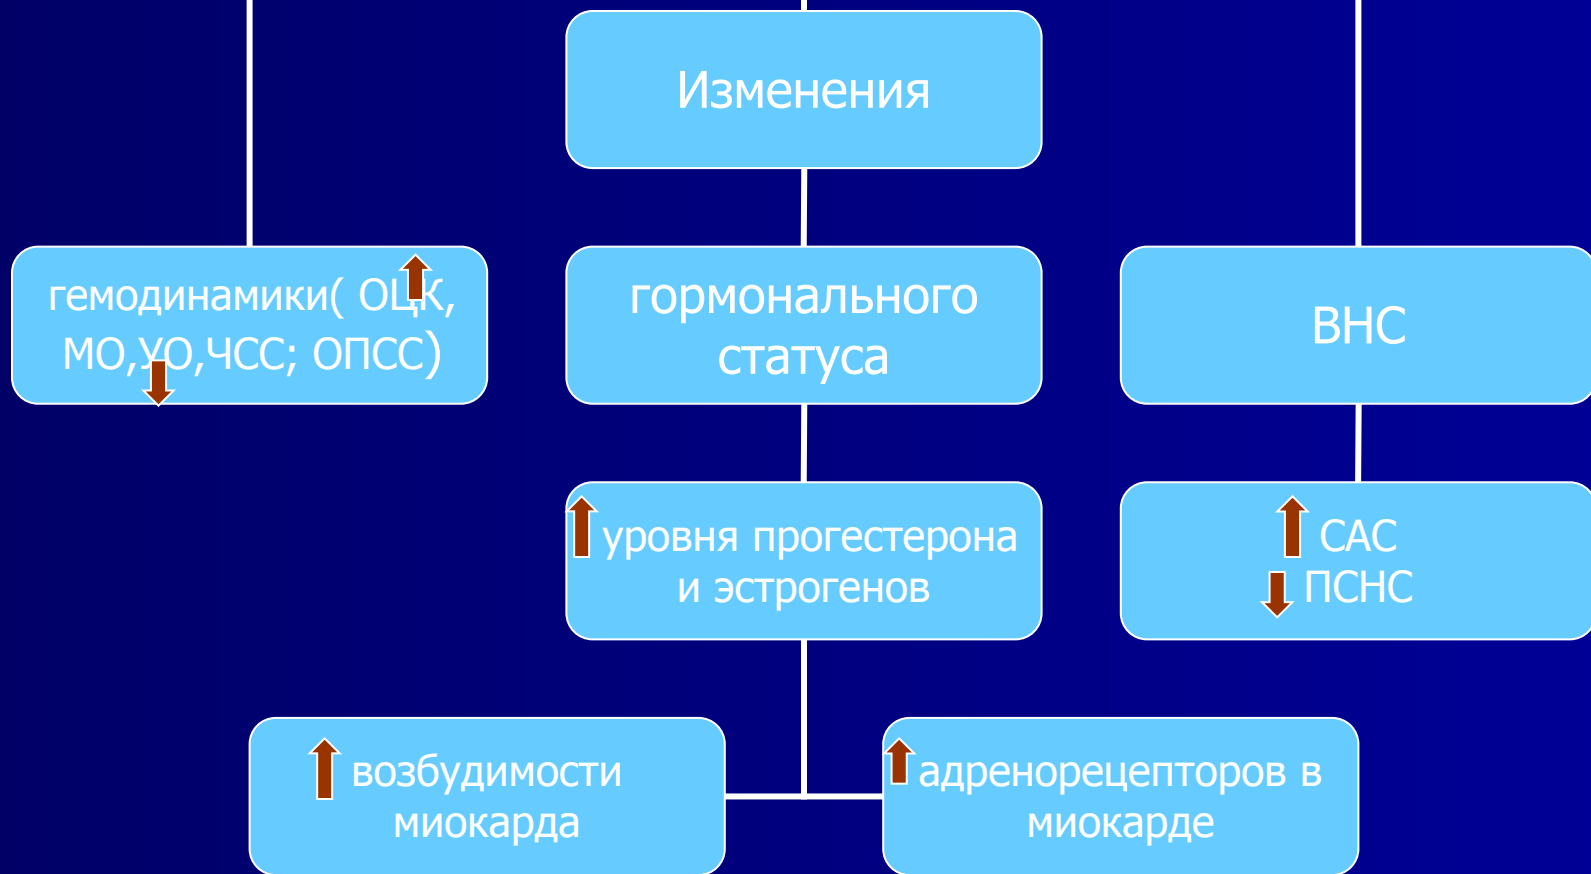 Изменения
гемодинамики( ОЦК,
МО,УО,ЧСС; ОПСС)
гормонального
статуса
ВНС
уровня прогестерона
и эстрогенов
САС
ПСНС
возбудимости
миокарда
адренорецепторов в
миокарде